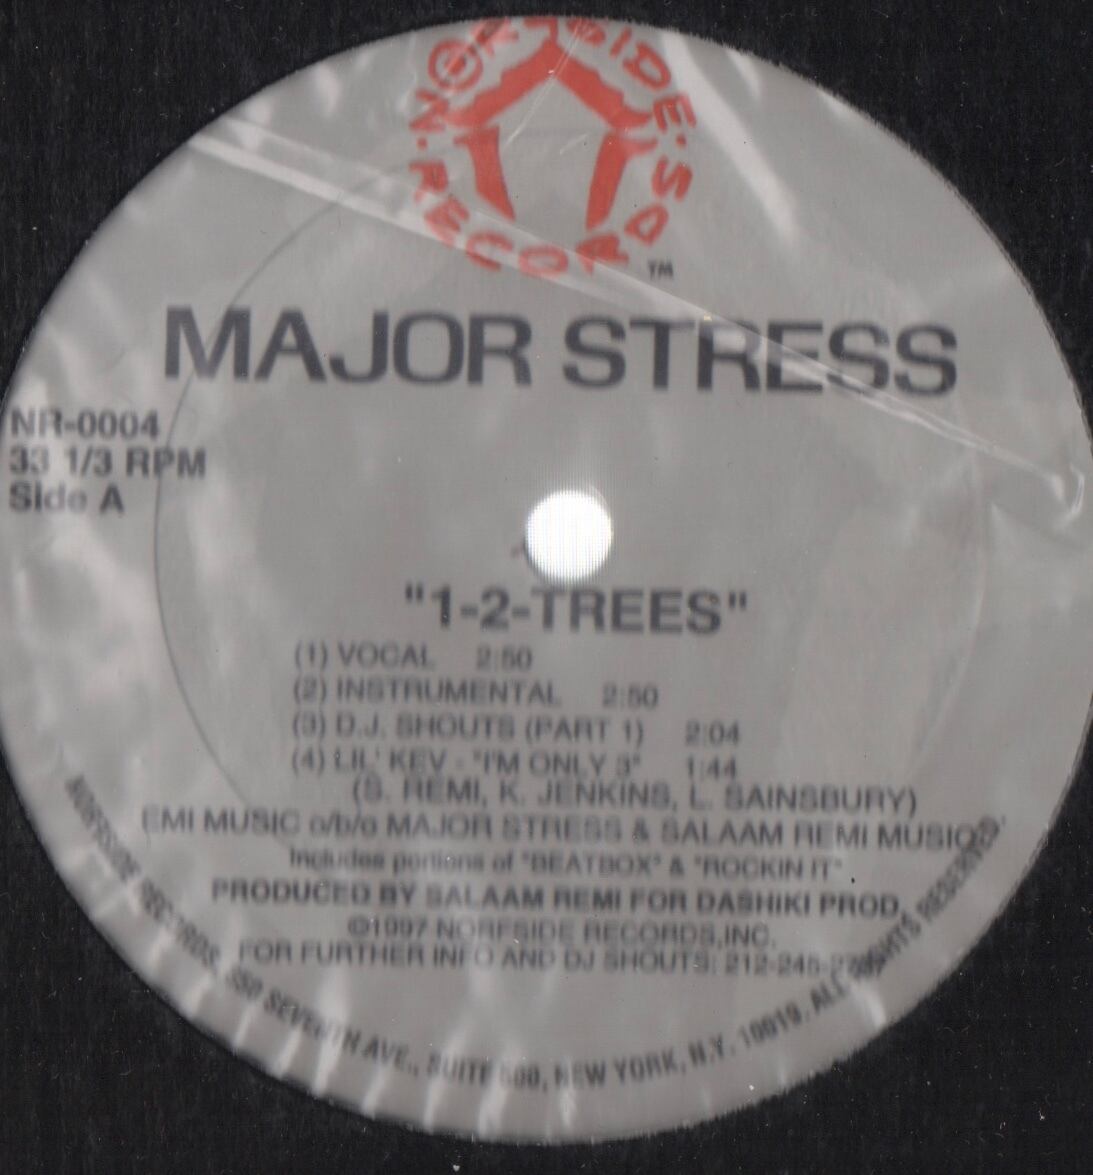 NORFSIDE·RECORDS·
TM
MAJOR STRESS
NR-0004
33 1/3 RPM
Side A
"1-2-TREES"
(1) VOCAL 2:50
(2) INSTRUMENTAL 2:50
(3) D.J. SHOUTS (PART 1) 2:04
(4) LIL' KEV - "I'M ONLY 3" 1:44
(S. REMI, K. JENKINS, L. SAINSBURY)
EMI MUSIC o/b/o MAJOR STRESS & SALAAM REMI MUSIC
Includes portions of "BEATBOX" & "ROCKIN IT"
PRODUCED BY SALAAM REMI FOR DASHIKI PROD.
©1997 NORFSIDE RECORDS,INC.
FOR FURTHER INFO AND DJ SHOUTS: 212-245-
NORFSIDE RECORDS, SEVENTH AVE., SUITE NEW YORK, N.Y. 10019. ALL RIGHTS RESERVED.